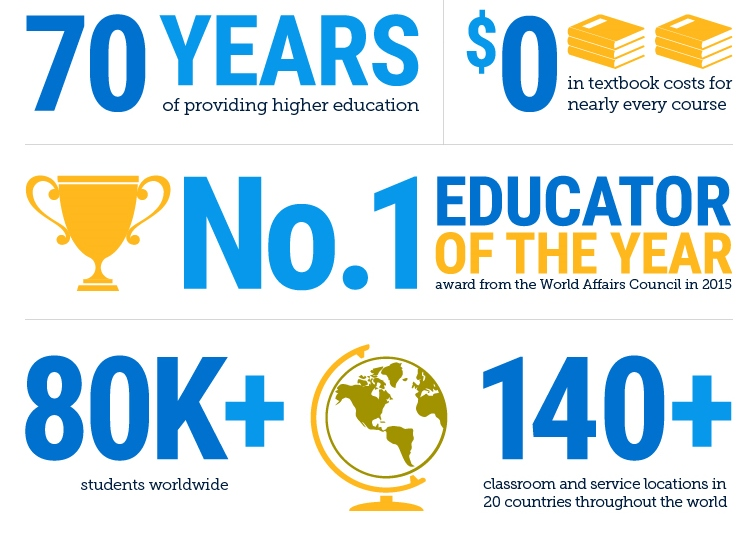 70 YEARS
of providing higher education
$0
in textbook costs for
nearly every course
No.1
EDUCATOR
OF THE YEAR
award from the World Affairs Council in 2015
80K+
students worldwide
140+
classroom and service locations in
20 countries throughout the world